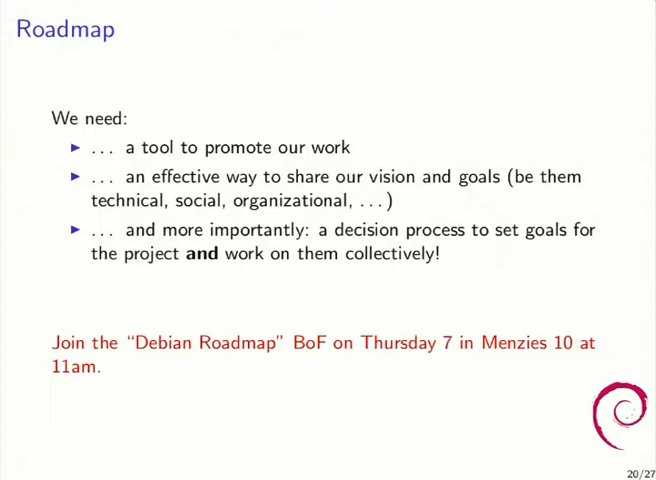 Roadmap
We need:
▶ ... a tool to promote our work
▶ ... an effective way to share our vision and goals (be them
technical, social, organizational, ...)
▶ ... and more importantly: a decision process to set goals for
the project and work on them collectively!
Join the “Debian Roadmap” BoF on Thursday 7 in Menzies 10 at
11am.
20/27